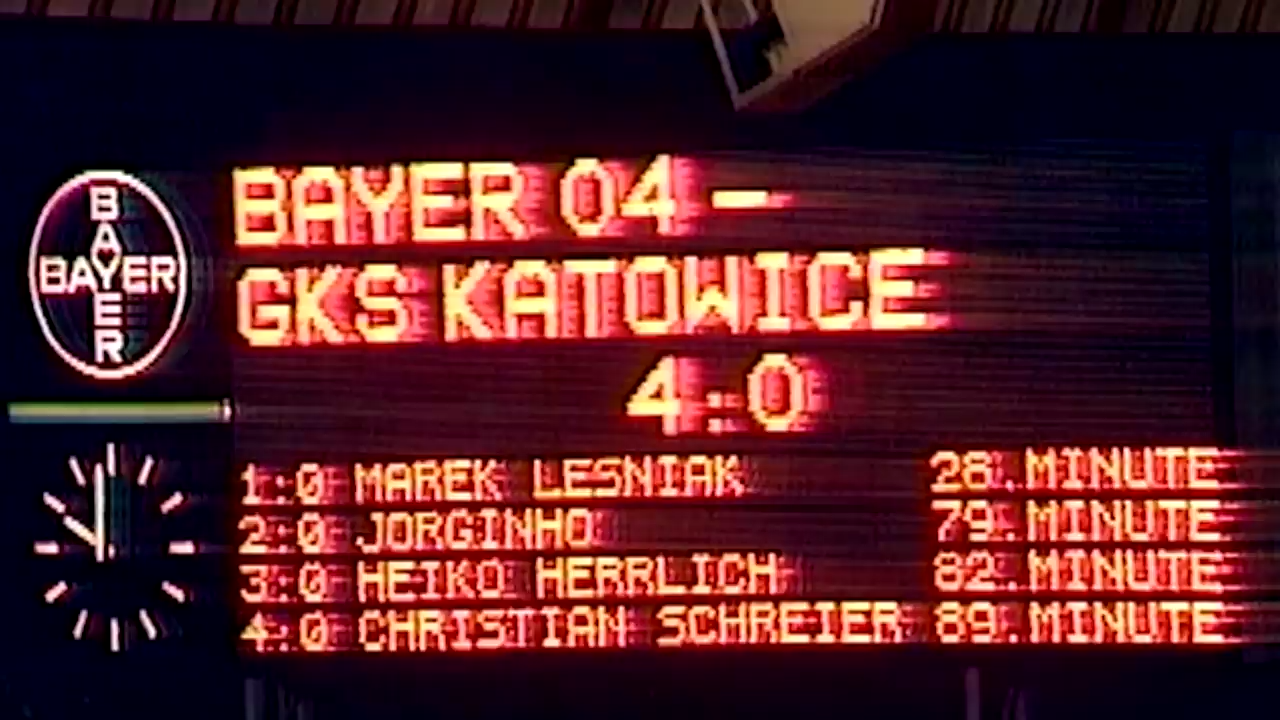 BAYER
BAYER
BAYER 04 -
GKS KATOWICE
4:0
1:0 MAREK LESNIAK 28.MINUTE
2:0 JORGINHO 79.MINUTE
3:0 HEIKO HERRLICH 82.MINUTE
4:0 CHRISTIAN SCHREIER 89.MINUTE